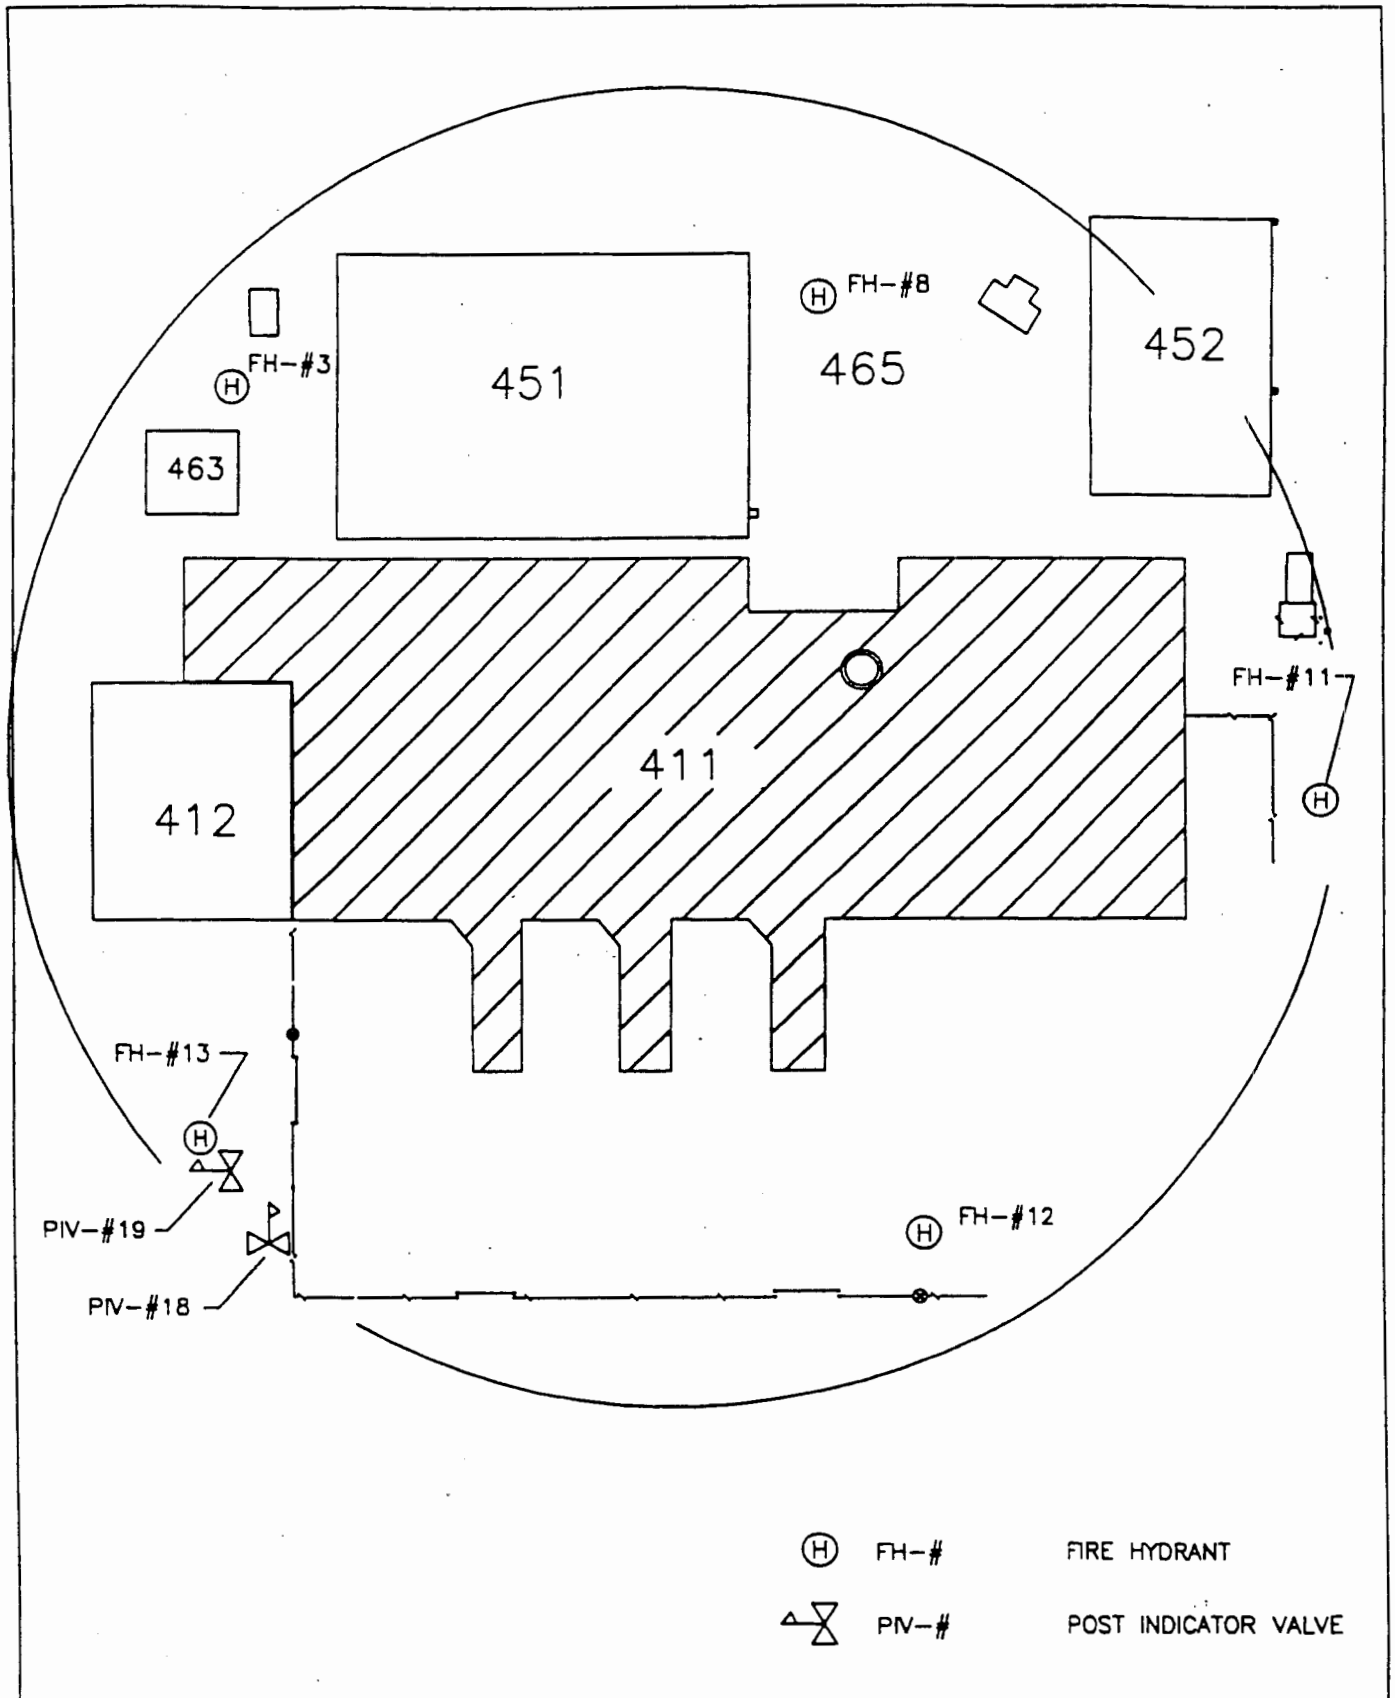 FH-#8
452
FH-#3
465
451
463
FH-#11
H
H
H
411
412
H
FH-#13
H
FH-#12
H
PIV-#19
PIV-#18
H FH-# FIRE HYDRANT
PIV-# POST INDICATOR VALVE